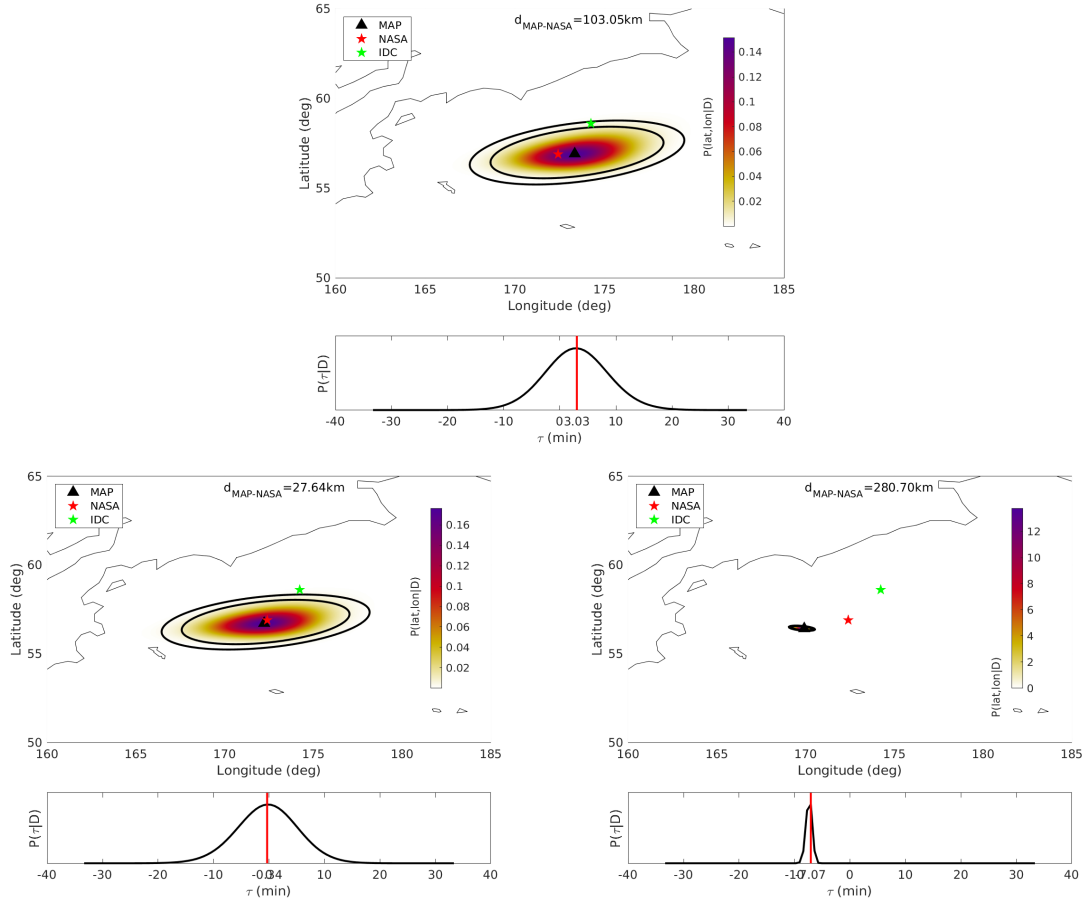 65
60
55
50
Latitude (deg)
MAP
NASA
IDC
d_MAP-NASA=103.05km
0.14
0.12
0.1
0.08
0.06
0.04
0.02
P(lat,lon|D)
160 165 170 175 180 185
Longitude (deg)
P(τ|D)
-40 -30 -20 -10 03.03 10 20 30 40
τ (min)
65
60
55
50
Latitude (deg)
MAP
NASA
IDC
d_MAP-NASA=27.64km
0.16
0.14
0.12
0.1
0.08
0.06
0.04
0.02
P(lat,lon|D)
160 165 170 175 180 185
Longitude (deg)
P(τ|D)
-40 -30 -20 -10 10 20 30 40
τ (min)
65
60
55
50
Latitude (deg)
MAP
NASA
IDC
d_MAP-NASA=280.70km
12
10
8
6
4
2
0
P(lat,lon|D)
160 165 170 175 180 185
Longitude (deg)
P(τ|D)
-40 -30 -20 -10 -7.07 0 10 20 30 40
τ (min)